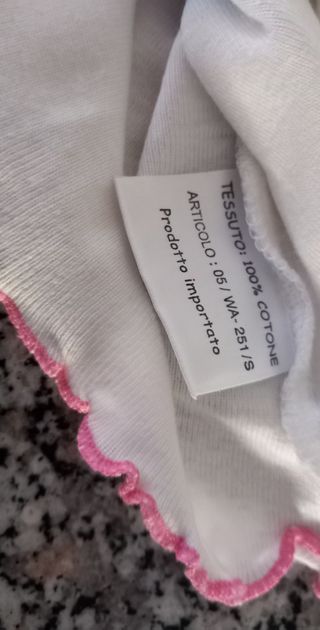 TESSUTO: 100% COTONE
ARTICOLO : 05 / WA- 251 /S
Prodotto importato